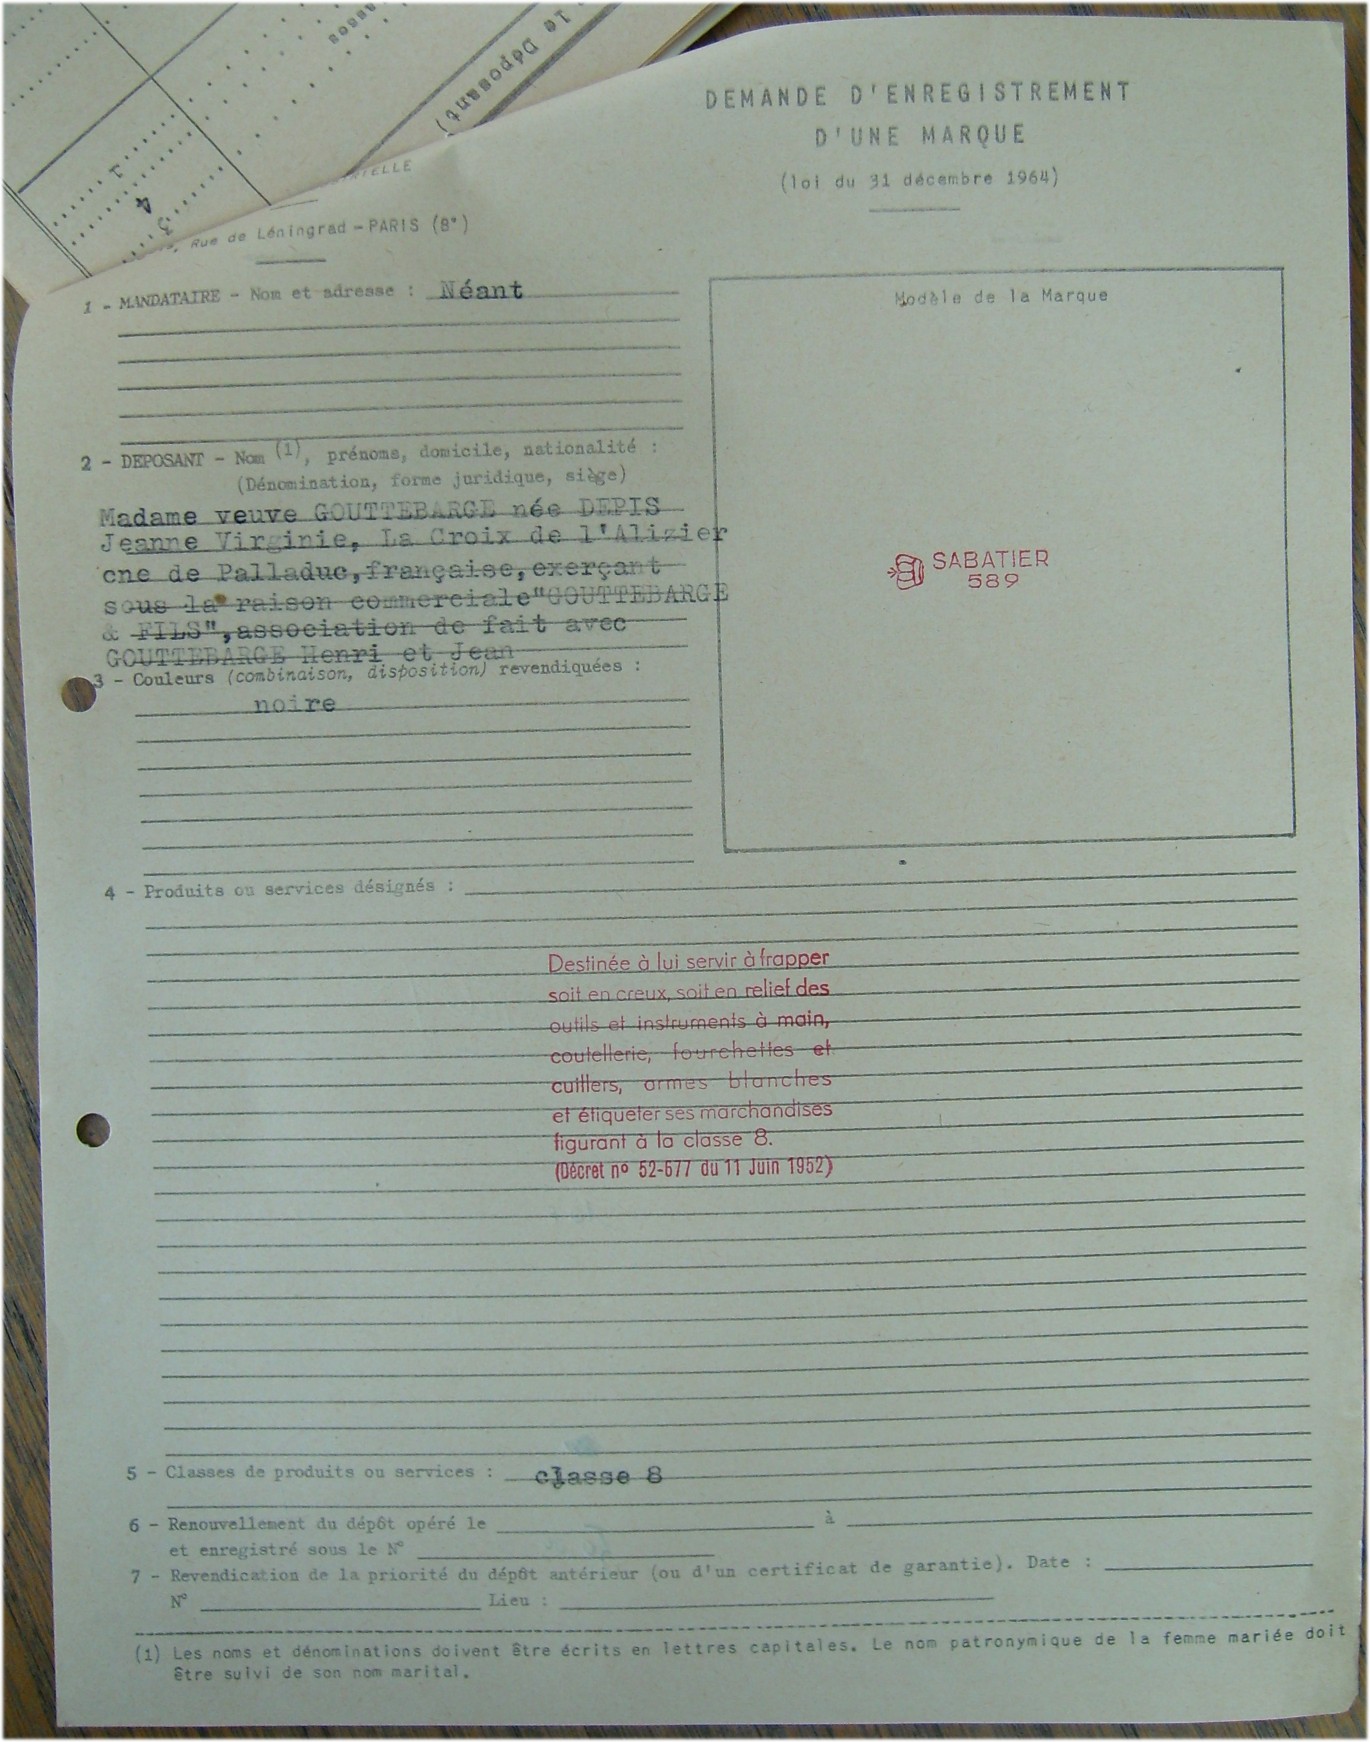 asses
le Déposant)
1
4
3
DEMANDE D'ENREGISTREMENT
D'UNE MARQUE
(loi du 31 décembre 1964)
Rue de Léningrad - PARIS (8°)
1 - MANDATAIRE - Nom et adresse : Néant
Modèle de la Marque
2 - DEPOSANT - Nom (1), prénoms, domicile, nationalité :
(Dénomination, forme juridique, siège)
Madame veuve GOUTTEBARGE née DEPIS
Jeanne Virginie, La Croix de l'Alizier
cne de Palladuc,française,exerçant
sous la raison commerciale"GOUTTEBARGE
& FILS",association de fait avec
GOUTTEBARGE Henri et Jean
SABATIER
589
3 - Couleurs (combinaison, disposition) revendiquées :
noire
4 - Produits ou services désignés :
Destinée à lui servir à frapper
soit en creux, soit en relief des
outils et instruments à main,
coutellerie, fourchettes et
cuillers, armes blanches
et étiqueter ses marchandises
figurant à la classe 8.
(Décret nº 52-677 du 11 Juin 1952)
5 - Classes de produits ou services : classe 8
6 - Renouvellement du dépôt opéré le à
et enregistré sous le N°
7 - Revendication de la priorité du dépôt antérieur (ou d'un certificat de garantie). Date :
N° Lieu :
(1) Les noms et dénominations doivent être écrits en lettres capitales. Le nom patronymique de la femme mariée doit
être suivi de son nom marital.